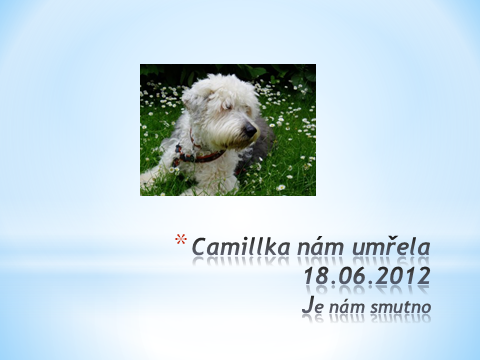 * Camillka nám umřela
18.06.2012
Je nám smutno